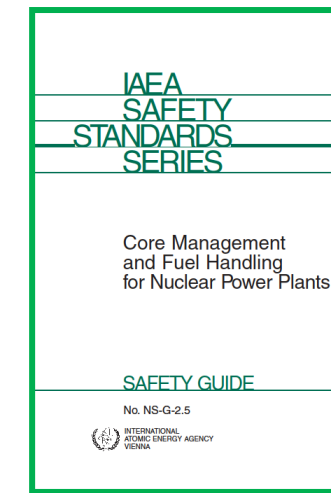 IAEA
SAFETY
STANDARDS
SERIES
Core Management
and Fuel Handling
for Nuclear Power Plants
SAFETY GUIDE
No. NS-G-2.5
INTERNATIONAL
ATOMIC ENERGY AGENCY
VIENNA